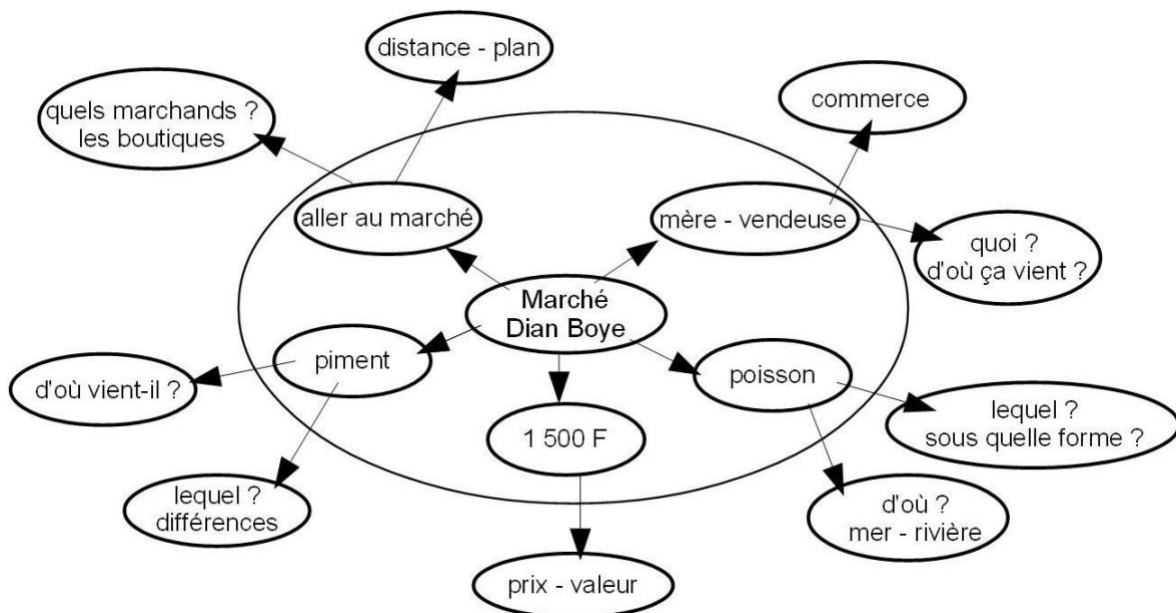 distance - plan
quels marchands ?
les boutiques
commerce
aller au marché
mère - vendeuse
quoi ?
d'où ça vient ?
Marché
Dian Boye
piment
poisson
d'où vient-il ?
1 500 F
lequel ?
sous quelle forme ?
lequel ?
différences
d'où ?
mer - rivière
prix - valeur